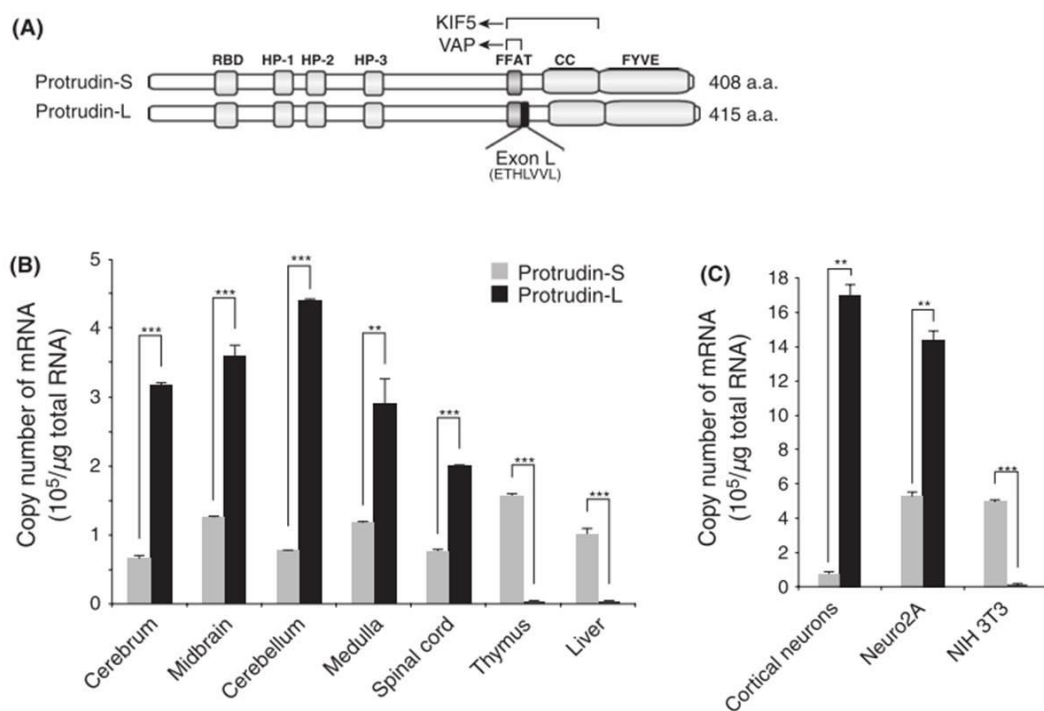 (A)
KIF5
VAP
RBD HP-1 HP-2 HP-3 FFAT CC FYVE
Protrudin-S 408 a.a.
Protrudin-L 415 a.a.
Exon L
(ETHLVVL)
(B)
Copy number of mRNA
(10⁵/µg total RNA)
5
4
3
2
1
0
Protrudin-S
Protrudin-L
***
***
***
**
***
***
***
Cerebrum
Midbrain
Cerebellum
Medulla
Spinal cord
Thymus
Liver
(C)
Copy number of mRNA
(10⁵/µg total RNA)
18
16
14
12
10
8
6
4
2
0
**
**
***
Cortical neurons
Neuro2A
NIH 3T3